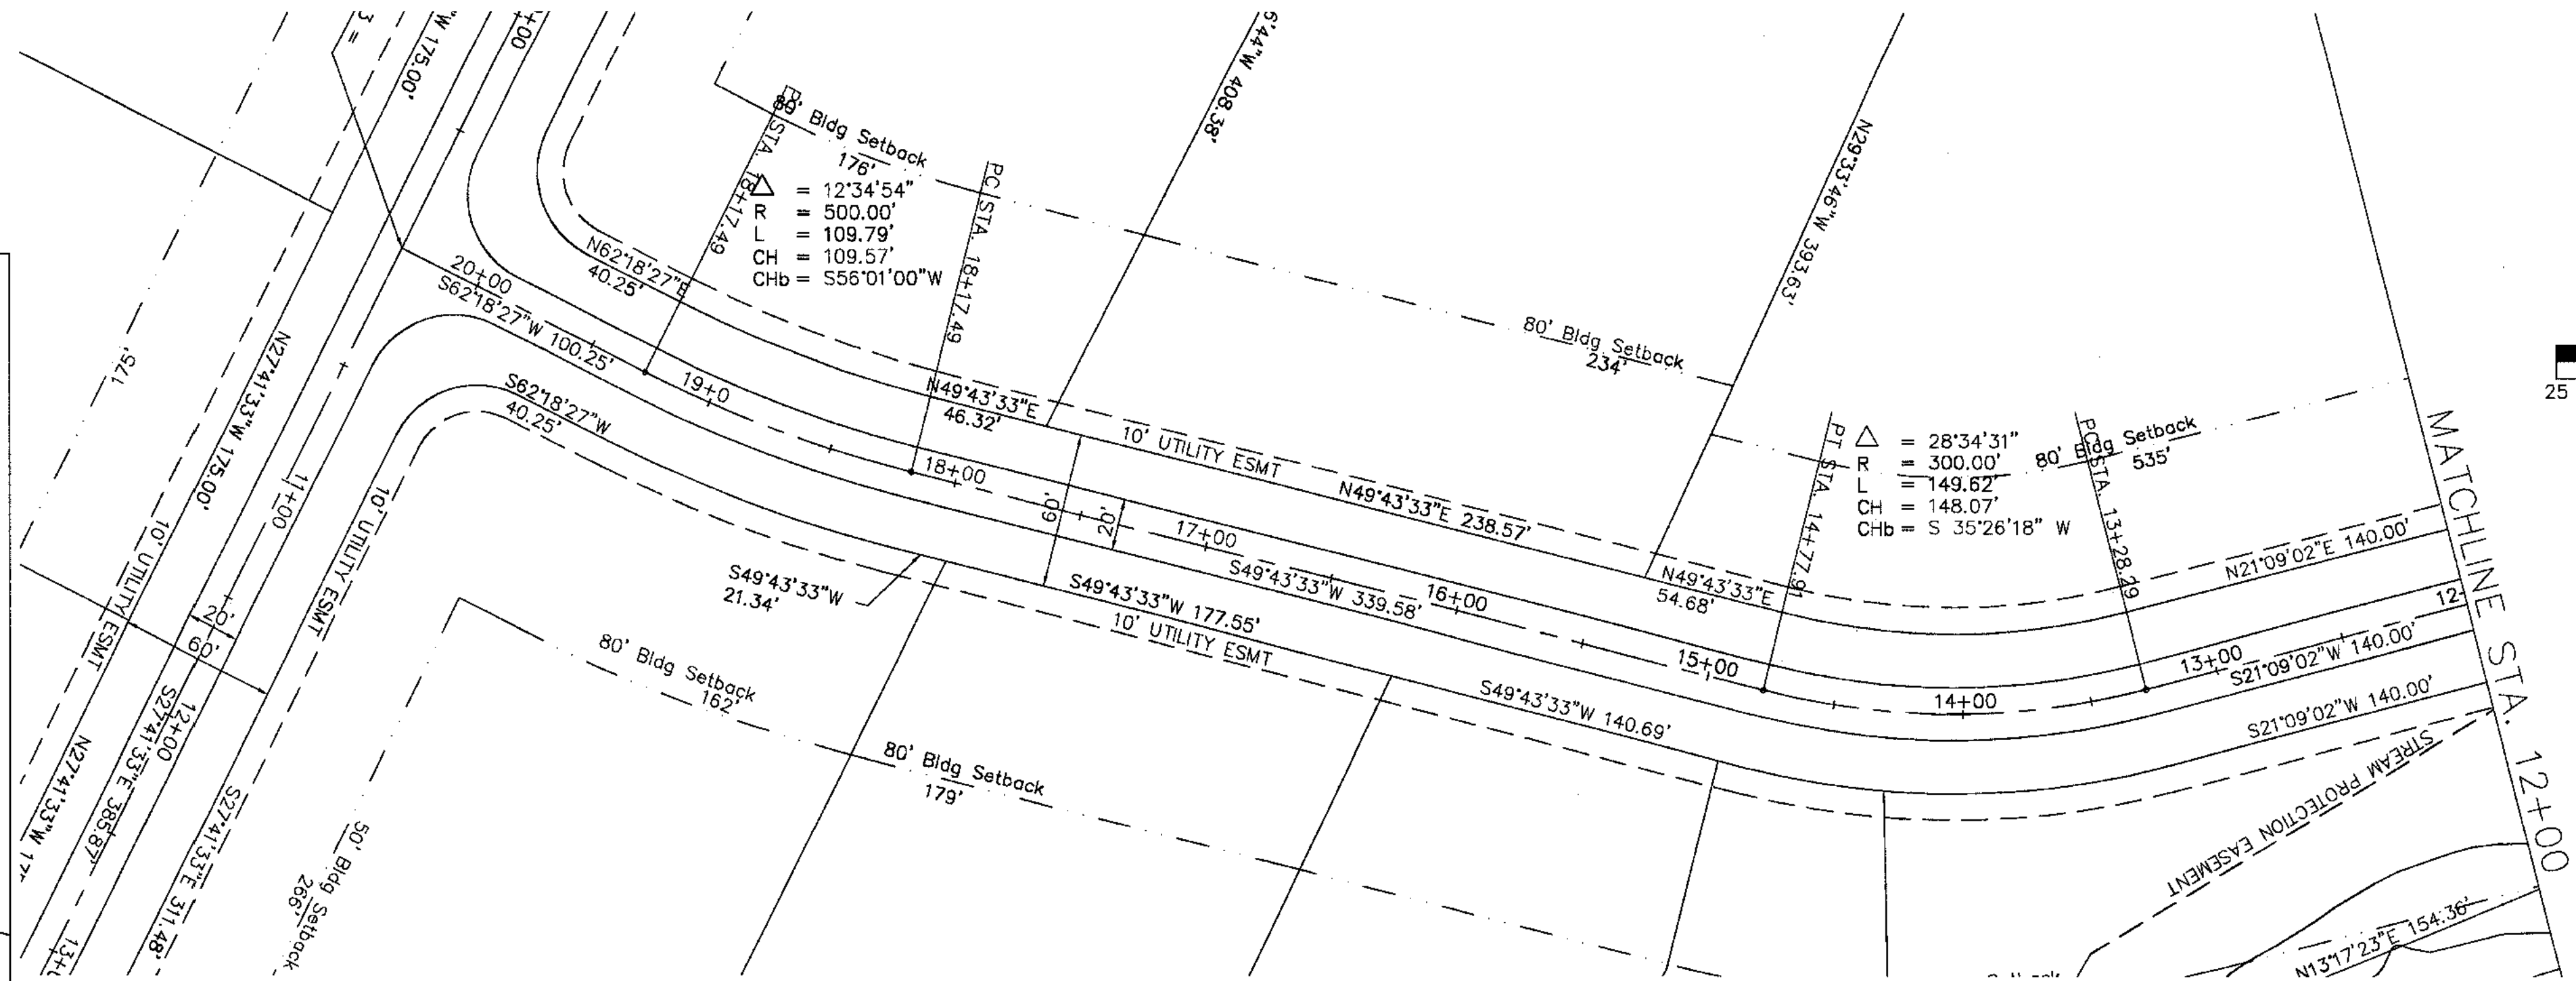 3 =
"W 175.00'
+00
6'44"W 408.38'
80' Bldg Setback
176'
STA. 18+17.49
△ = 12°34'54"
R = 500.00'
L = 109.79'
CH = 109.57'
CHb = S56°01'00"W
PC STA. 18+17.49
N29°33'46"W 393.63'
N62°18'27"E
40.25'
20+00
S62°18'27"W 100.25'
19+0
S62°18'27"W
40.25'
175'
N27°41'33"W 175.00'
11+00
10' UTILITY ESMT
10' UTILITY ESMT
20'
60'
S27°41'33"E 385.87'
12+00
N27°41'33"W 17
S27°41'33"E 311.48'
13+
50' Bldg Setback
266'
N49°43'33"E
46.32'
18+00
60'
20'
10' UTILITY ESMT
17+00
N49°43'33"E 238.57'
80' Bldg Setback
234'
S49°43'33"W
21.34'
S49°43'33"W 177.55'
10' UTILITY ESMT
S49°43'33"W 339.58'
16+00
N49°43'33"E
54.68'
15+00
S49°43'33"W 140.69'
80' Bldg Setback
162'
80' Bldg Setback
179'
PT STA. 14+77.91
△ = 28°34'31"
R = 300.00'
L = 149.62'
CH = 148.07'
CHb = S 35°26'18" W
80' Bldg Setback
535'
PC STA. 13+28.29
14+00
13+00
12
N21°09'02"E 140.00'
S21°09'02"W 140.00'
S21°09'02"W 140.00'
STREAM PROTECTION EASEMENT
N13°17'23"E 154.36'
MATCHLINE STA. 12+00
25